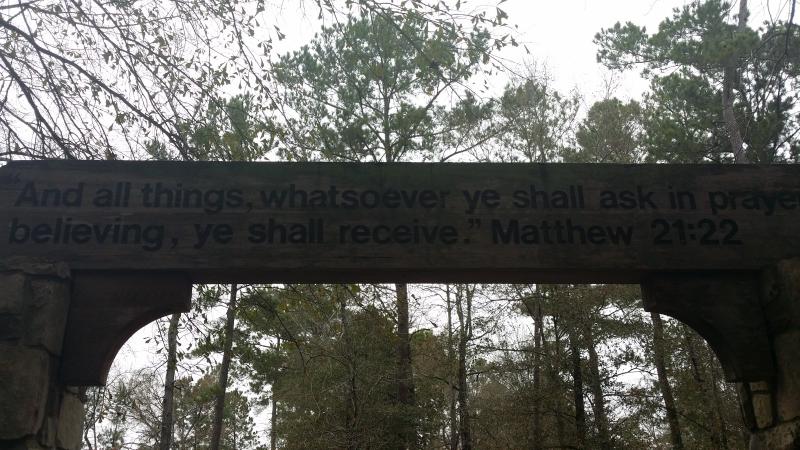 "And all things, whatsoever ye shall ask in praye
believing, ye shall receive." Matthew 21:22